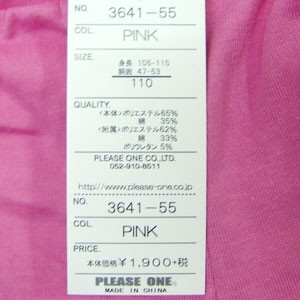 NO. 3641-55
COL. PINK
SIZE.
身長 105-115
胴囲 47-53
110
QUALITY.
〈本体〉ポリエステル65%
綿 35%
〈附属〉ポリエステル62%
綿 33%
ポリウレタン 5%
PLEASE ONE CO.,LTD.
052-910-8511
http://www.please-one.co.jp
NO. 3641-55
COL. PINK
PRICE.
本体価格 ¥1,900+税
PLEASE ONE.
MADE IN CHINA